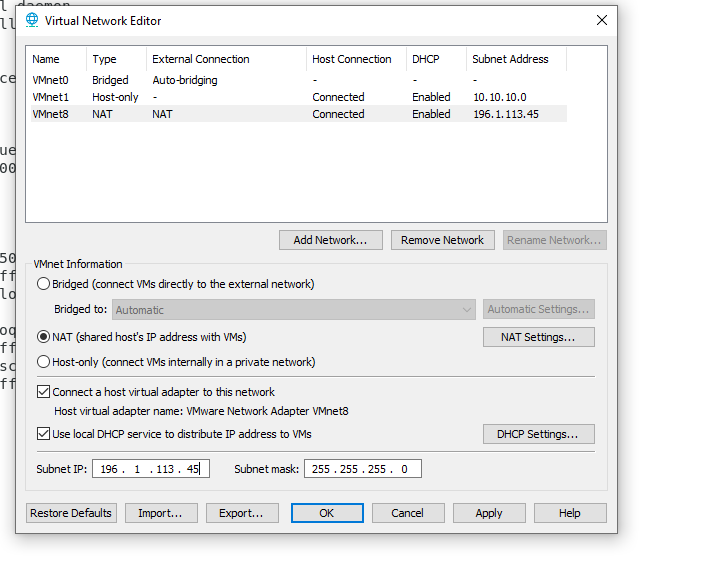 l daemon
ll
Virtual Network Editor
Name Type External Connection Host Connection DHCP Subnet Address
ce
VMnet0 Bridged Auto-bridging - - -
VMnet1 Host-only - Connected Enabled 10.10.10.0
VMnet8 NAT NAT Connected Enabled 196.1.113.45
ue
00
Add Network... Remove Network Rename Network...
50
VMnet Information
ff
Bridged (connect VMs directly to the external network)
lo
Bridged to: Automatic Automatic Settings...
oq
NAT (shared host's IP address with VMs) NAT Settings...
ff
Host-only (connect VMs internally in a private network)
sc
ff
Connect a host virtual adapter to this network
Host virtual adapter name: VMware Network Adapter VMnet8
Use local DHCP service to distribute IP address to VMs DHCP Settings...
Subnet IP: 196 . 1 . 113 . 45 Subnet mask: 255 . 255 . 255 . 0
Restore Defaults Import... Export... OK Cancel Apply Help